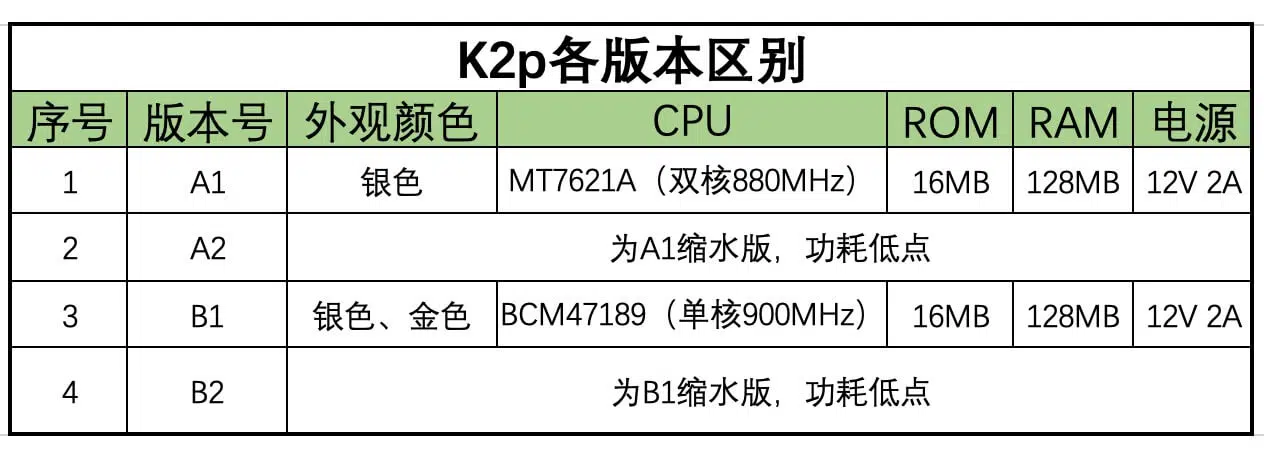 K2p各版本区别
序号 版本号 外观颜色 CPU ROM RAM 电源
1 A1 银色 MT7621A（双核880MHz） 16MB 128MB 12V 2A
2 A2 为A1缩水版，功耗低点
3 B1 银色、金色 BCM47189（单核900MHz） 16MB 128MB 12V 2A
4 B2 为B1缩水版，功耗低点